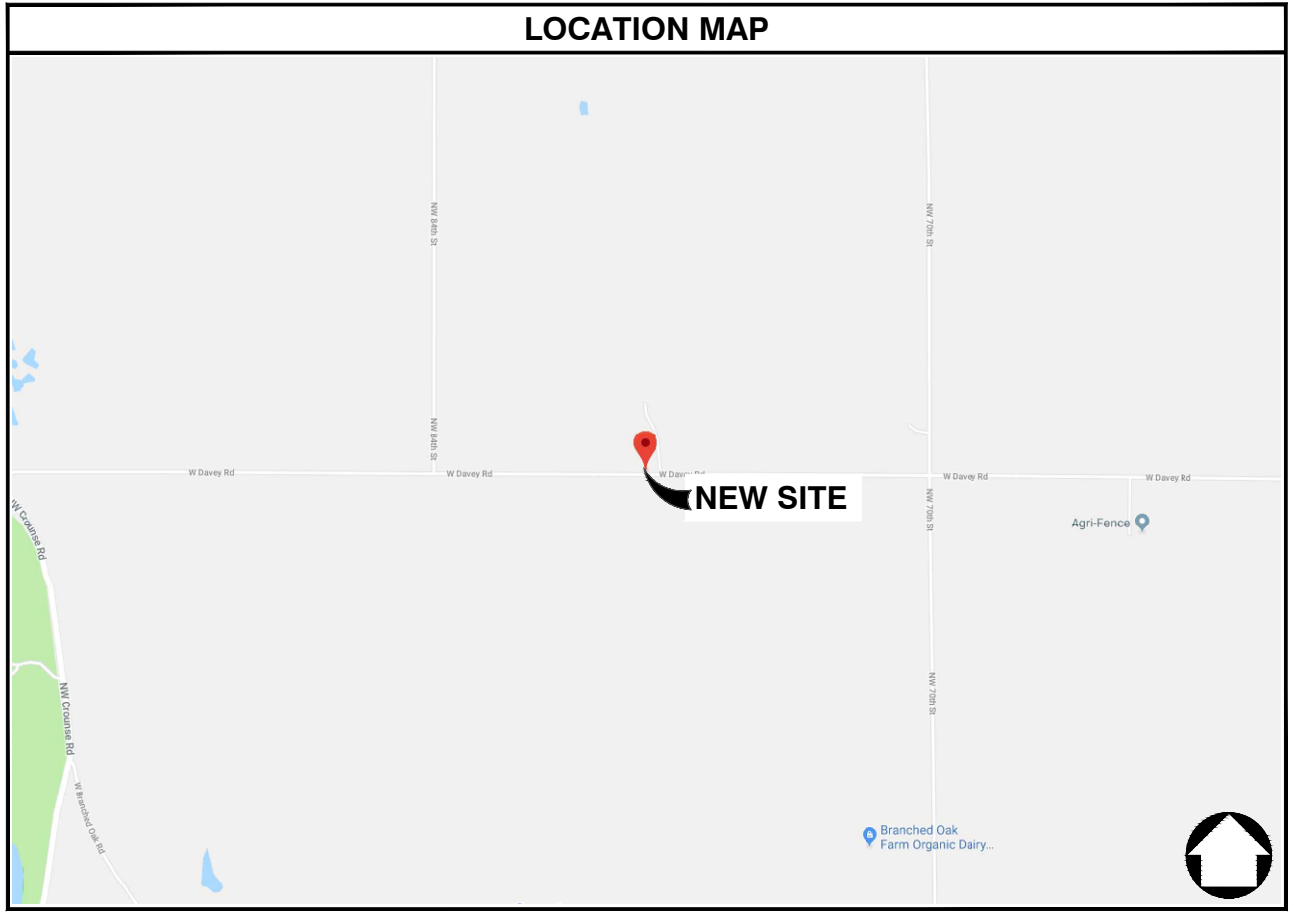 LOCATION MAP
NW 84th St
NW 70th St
NW 84th St
W Davey Rd
W Davey Rd
W Davey Rd
W Davey Rd
W Davey Rd
NEW SITE
NW 70th St
Agri-Fence
W Crounse Rd
NW Crounse Rd
NW 70th St
W Branched Oak Rd
Branched Oak
Farm Organic Dairy...